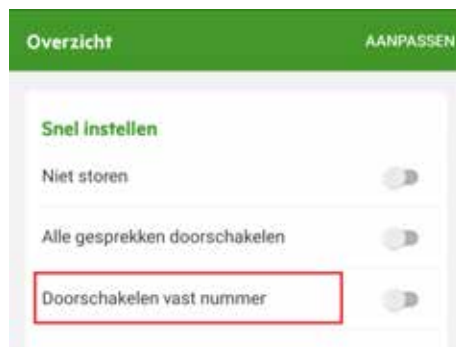 Overzicht
AANPASSEN
Snel instellen
Niet storen
Alle gesprekken doorschakelen
Doorschakelen vast nummer